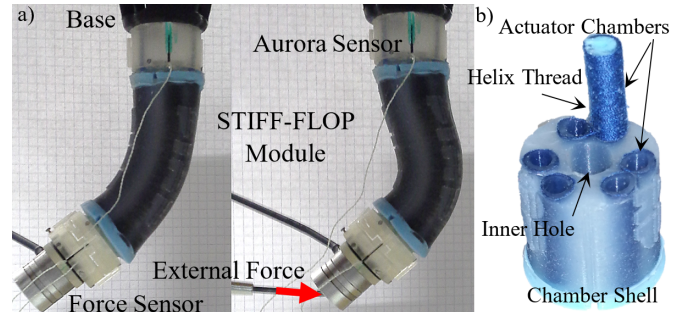 a)
Base
Aurora Sensor
STIFF-FLOP
Module
External Force
Force Sensor
b)
Actuator Chambers
Helix Thread
Inner Hole
Chamber Shell